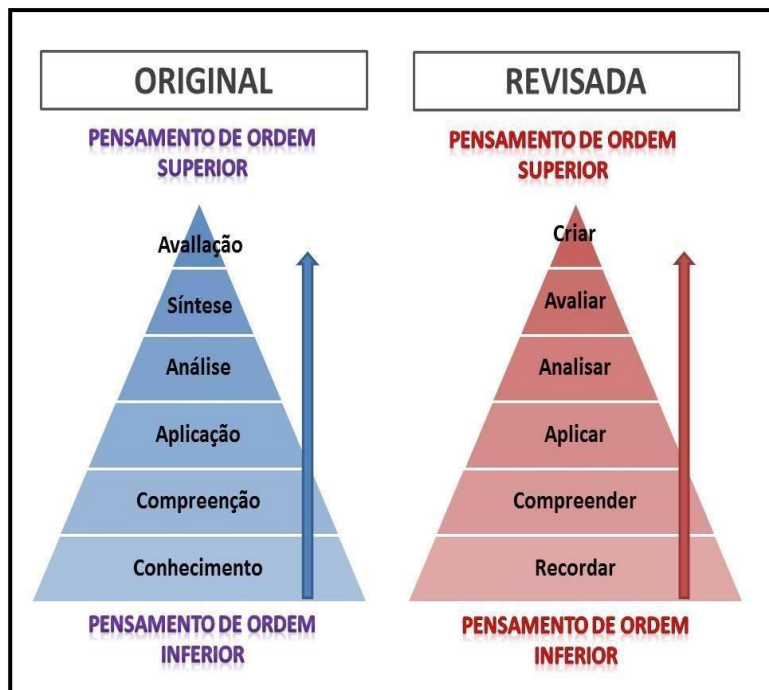 ORIGINAL
PENSAMENTO DE ORDEM
SUPERIOR
Avallação
Síntese
Análise
Aplicação
Compreenção
Conhecimento
PENSAMENTO DE ORDEM
INFERIOR
REVISADA
PENSAMENTO DE ORDEM
SUPERIOR
Criar
Avaliar
Analisar
Aplicar
Compreender
Recordar
PENSAMENTO DE ORDEM
INFERIOR